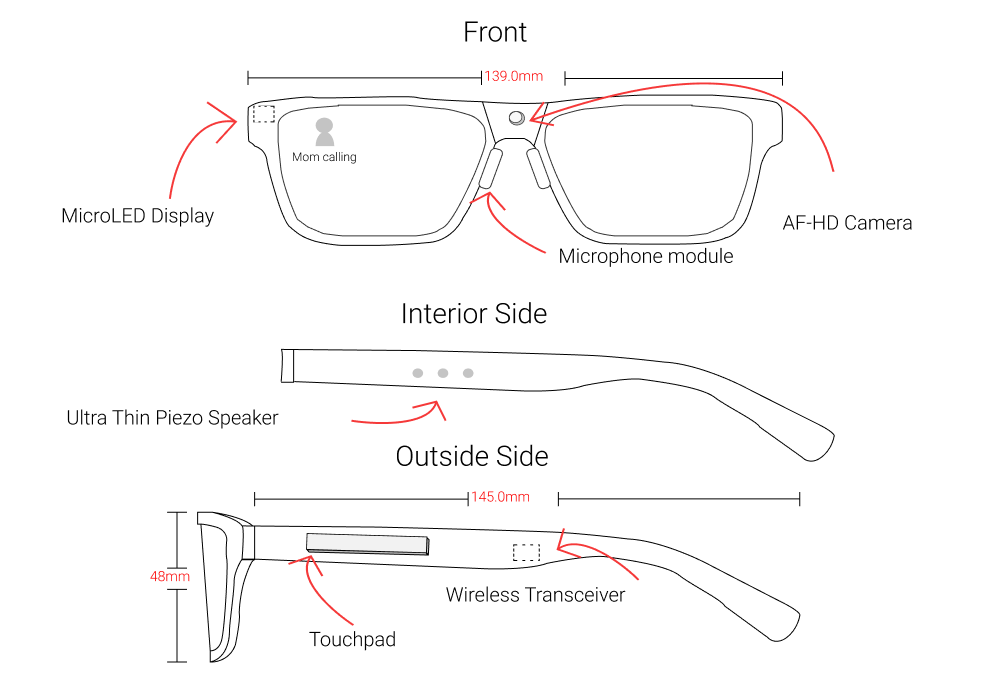 Front
139.0mm
Mom calling
MicroLED Display
AF-HD Camera
Microphone module
Interior Side
Ultra Thin Piezo Speaker
Outside Side
145.0mm
48mm
Wireless Transceiver
Touchpad